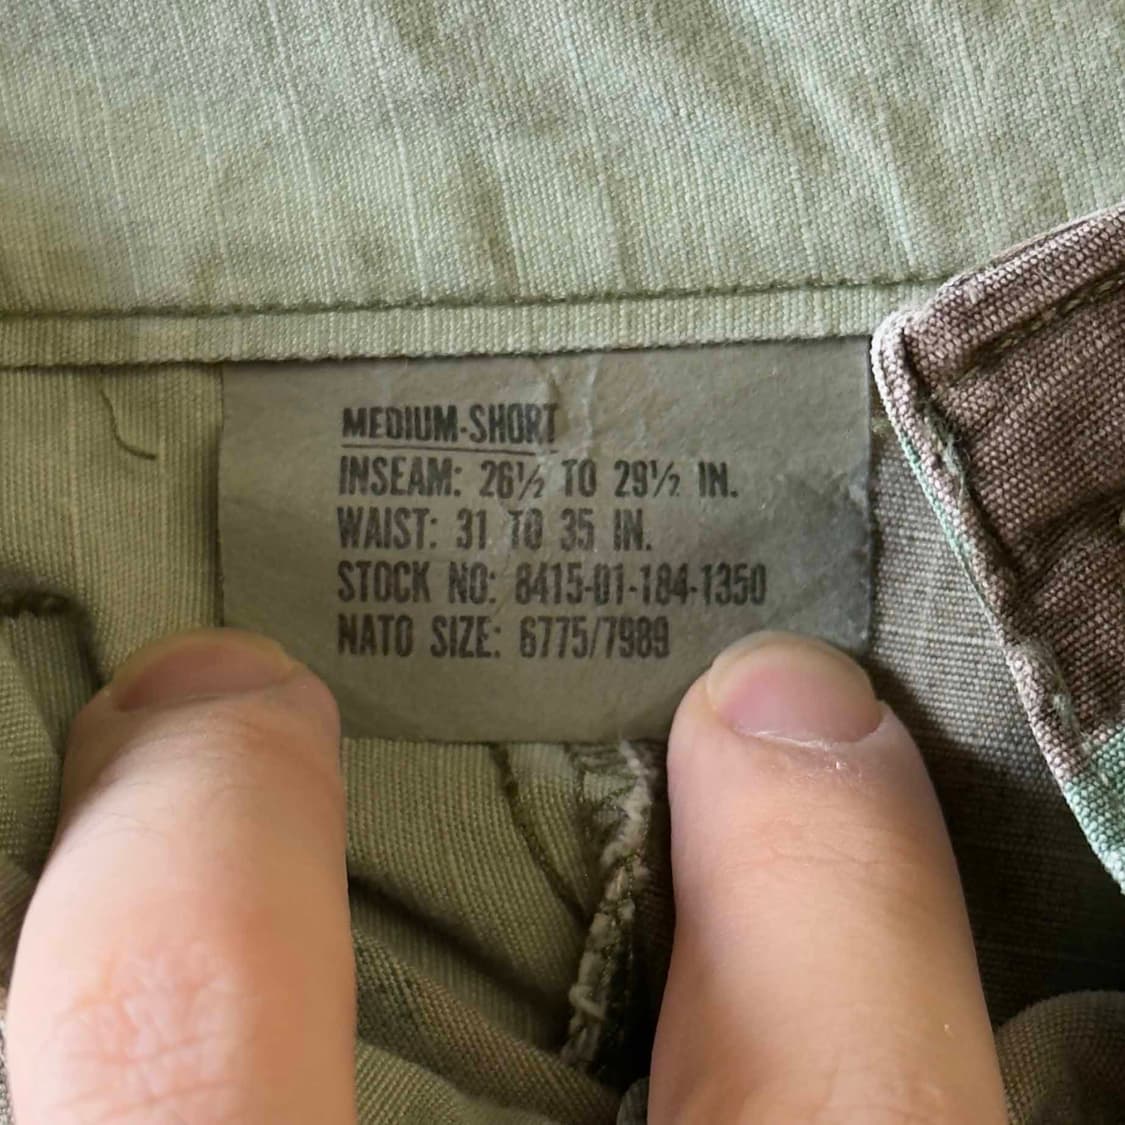 MEDIUM-SHORT
INSEAM: 26½ TO 29½ IN.
WAIST: 31 TO 35 IN.
STOCK NO: 8415-01-184-1350
NATO SIZE: 6775/7989